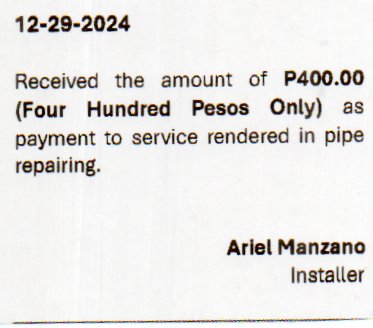 12-29-2024
Received the amount of P400.00
(Four Hundred Pesos Only) as
payment to service rendered in pipe
repairing.
Ariel Manzano
Installer